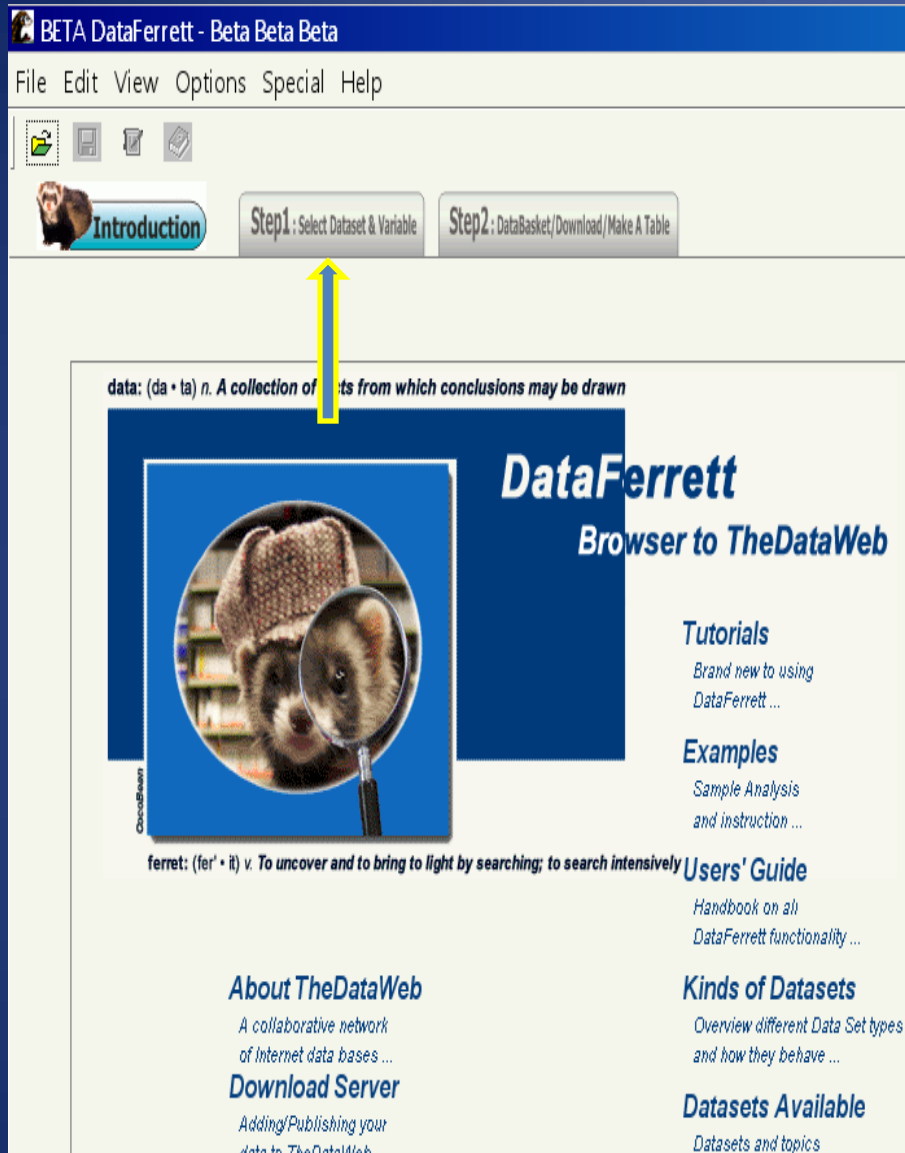 BETA DataFerrett - Beta Beta Beta
File Edit View Options Special Help
Introduction
Step1 : Select Dataset & Variable
Step2 : DataBasket/Download/Make A Table
data: (da • ta) n. A collection of cts from which conclusions may be drawn
DataFerrett
Browser to TheDataWeb
CocoBean
ferret: (fer' • it) v. To uncover and to bring to light by searching; to search intensively
Tutorials
Brand new to using
DataFerrett ...
Examples
Sample Analysis
and instruction ...
Users' Guide
Handbook on all
DataFerrett functionality ...
Kinds of Datasets
Overview different Data Set types
and how they behave ...
Datasets Available
Datasets and topics
About TheDataWeb
A collaborative network
of Internet data bases ...
Download Server
Adding/Publishing your
data to TheDataWeb